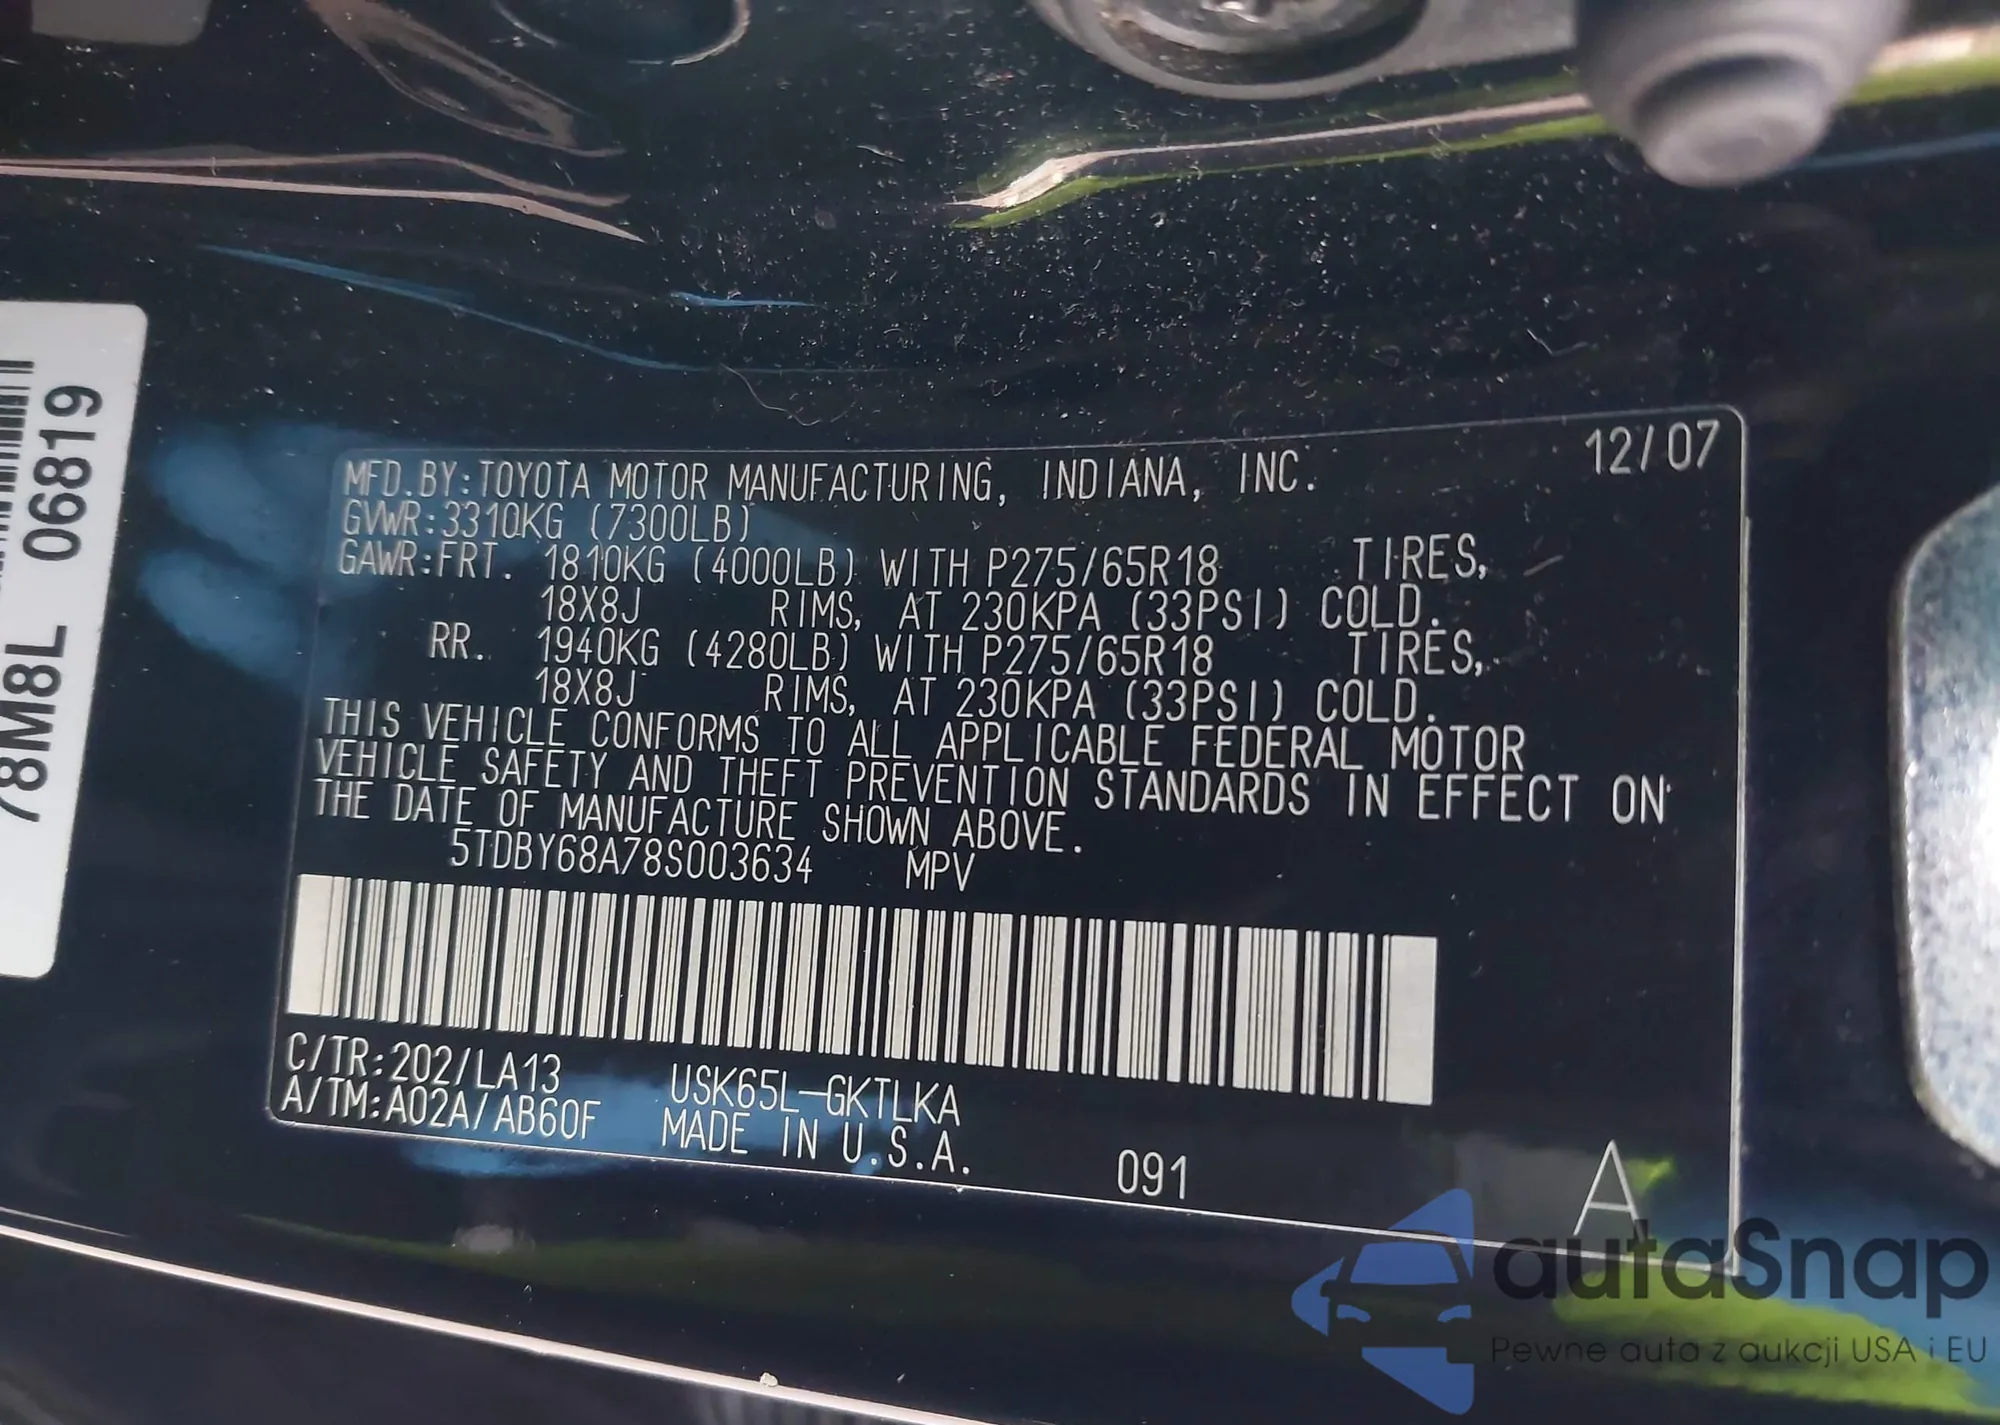 12/07
MFD.BY:TOYOTA MOTOR MANUFACTURING, INDIANA, INC.
GVWR:3310KG (7300LB)
GAWR:FRT. 1810KG (4000LB) WITH P275/65R18 TIRES,
18X8J RIMS, AT 230KPA (33PSI) COLD.
RR. 1940KG (4280LB) WITH P275/65R18 TIRES,
18X8J RIMS, AT 230KPA (33PSI) COLD.
THIS VEHICLE CONFORMS TO ALL APPLICABLE FEDERAL MOTOR
VEHICLE SAFETY AND THEFT PREVENTION STANDARDS IN EFFECT ON
THE DATE OF MANUFACTURE SHOWN ABOVE.
5TDBY68A78S003634 MPV
C/TR:202/LA13 USK65L-GKTLKA
A/TM:A02A/AB60F MADE IN U.S.A.
091
A
78M8L 06819
autaSnap
Pewne auta z aukcji USA i EU